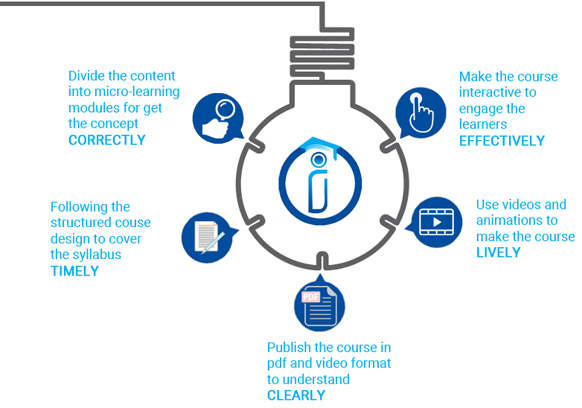 Divide the content
into micro-learning
modules for get
the concept
CORRECTLY
Make the course
interactive to
engage the
learners
EFFECTIVELY
Following the
structured couse
design to cover
the syllabus
TIMELY
Use videos and
animations to
make the course
LIVELY
PDF
Publish the course in
pdf and video format
to understand
CLEARLY